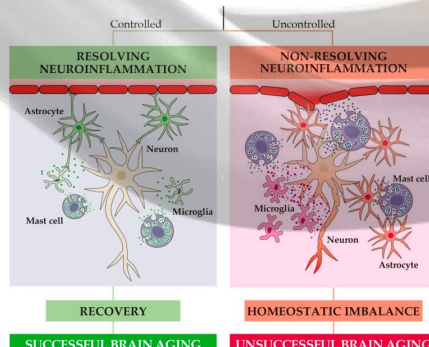 Controlled
Uncontrolled
RESOLVING
NEUROINFLAMMATION
NON-RESOLVING
NEUROINFLAMMATION
Astrocyte
Neuron
Mast cell
Microglia
Mast cell
Microglia
Neuron
Astrocyte
RECOVERY
HOMEOSTATIC IMBALANCE
SUCCESSFUL BRAIN AGING
UNSUCCESSFUL BRAIN AGING